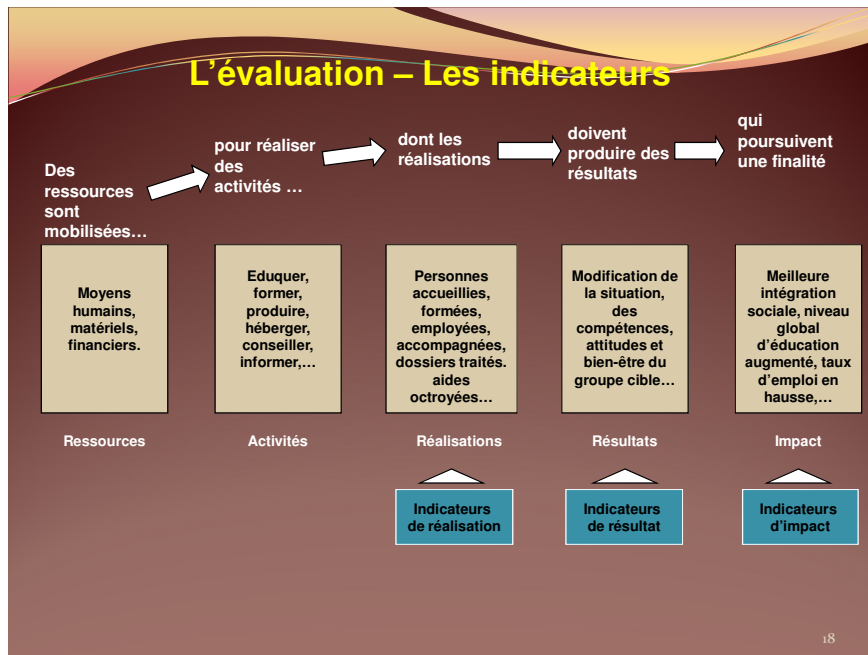 L'évaluation – Les indicateurs
Des
ressources
sont
mobilisées…
pour réaliser
des
activités …
dont les
réalisations
doivent
produire des
résultats
qui
poursuivent
une finalité
Moyens
humains,
matériels,
financiers.
Eduquer,
former,
produire,
héberger,
conseiller,
informer,…
Personnes
accueillies,
formées,
employées,
accompagnées,
dossiers traités.
aides
octroyées…
Modification de
la situation,
des
compétences,
attitudes et
bien-être du
groupe cible…
Meilleure
intégration
sociale, niveau
global
d'éducation
augmenté, taux
d'emploi en
hausse,…
Ressources
Activités
Réalisations
Résultats
Impact
Indicateurs
de réalisation
Indicateurs
de résultat
Indicateurs
d'impact
18